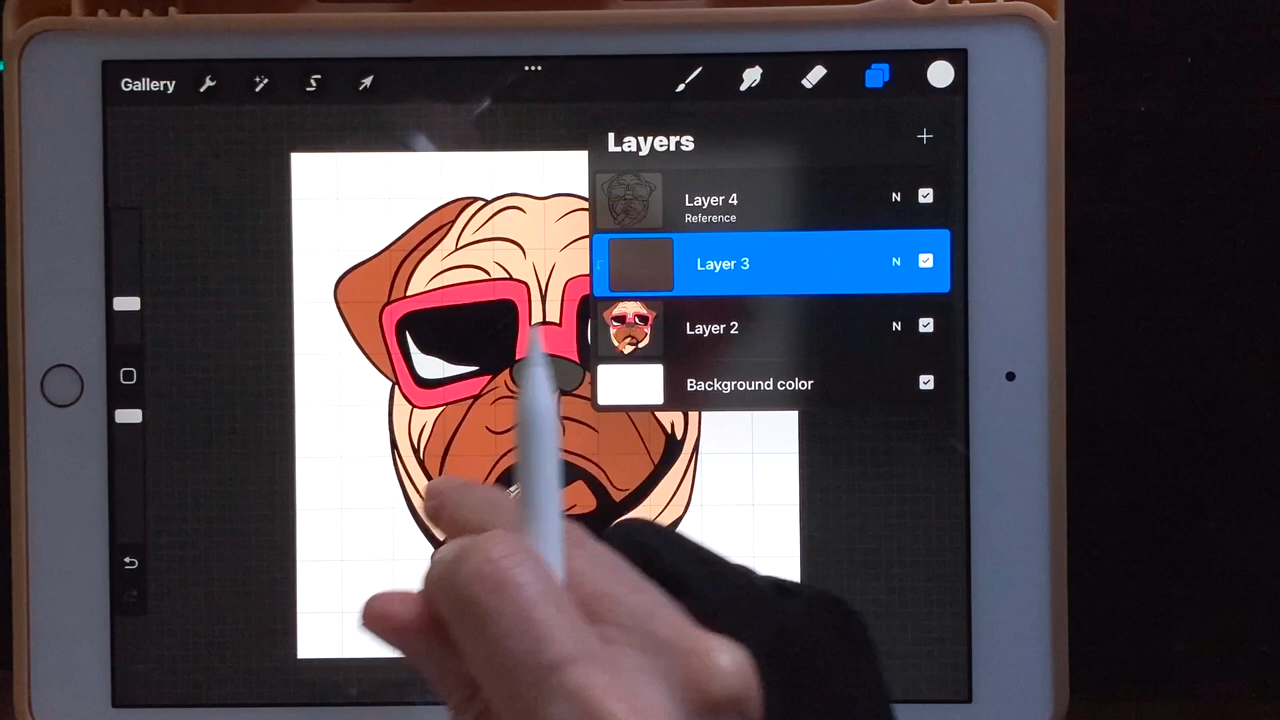 Gallery
Layers
Layer 4
N
Reference
Layer 3
N
Layer 2
N
Background color